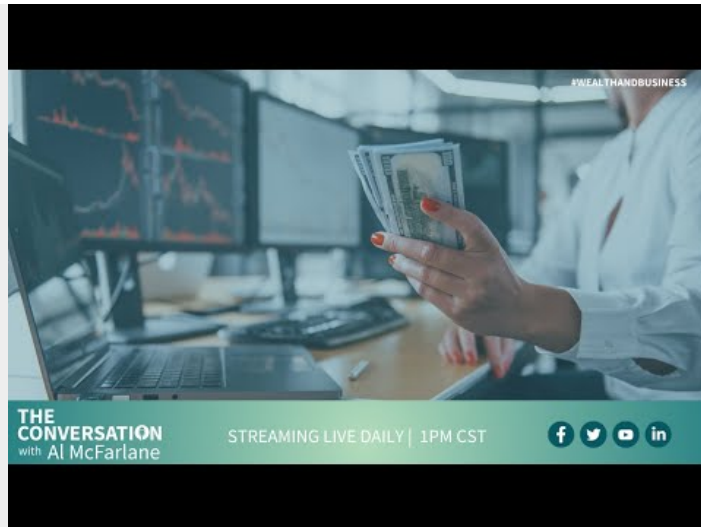 #WEALTHANDBUSINESS
THE
CONVERSATION
with Al McFarlane
STREAMING LIVE DAILY | 1PM CST